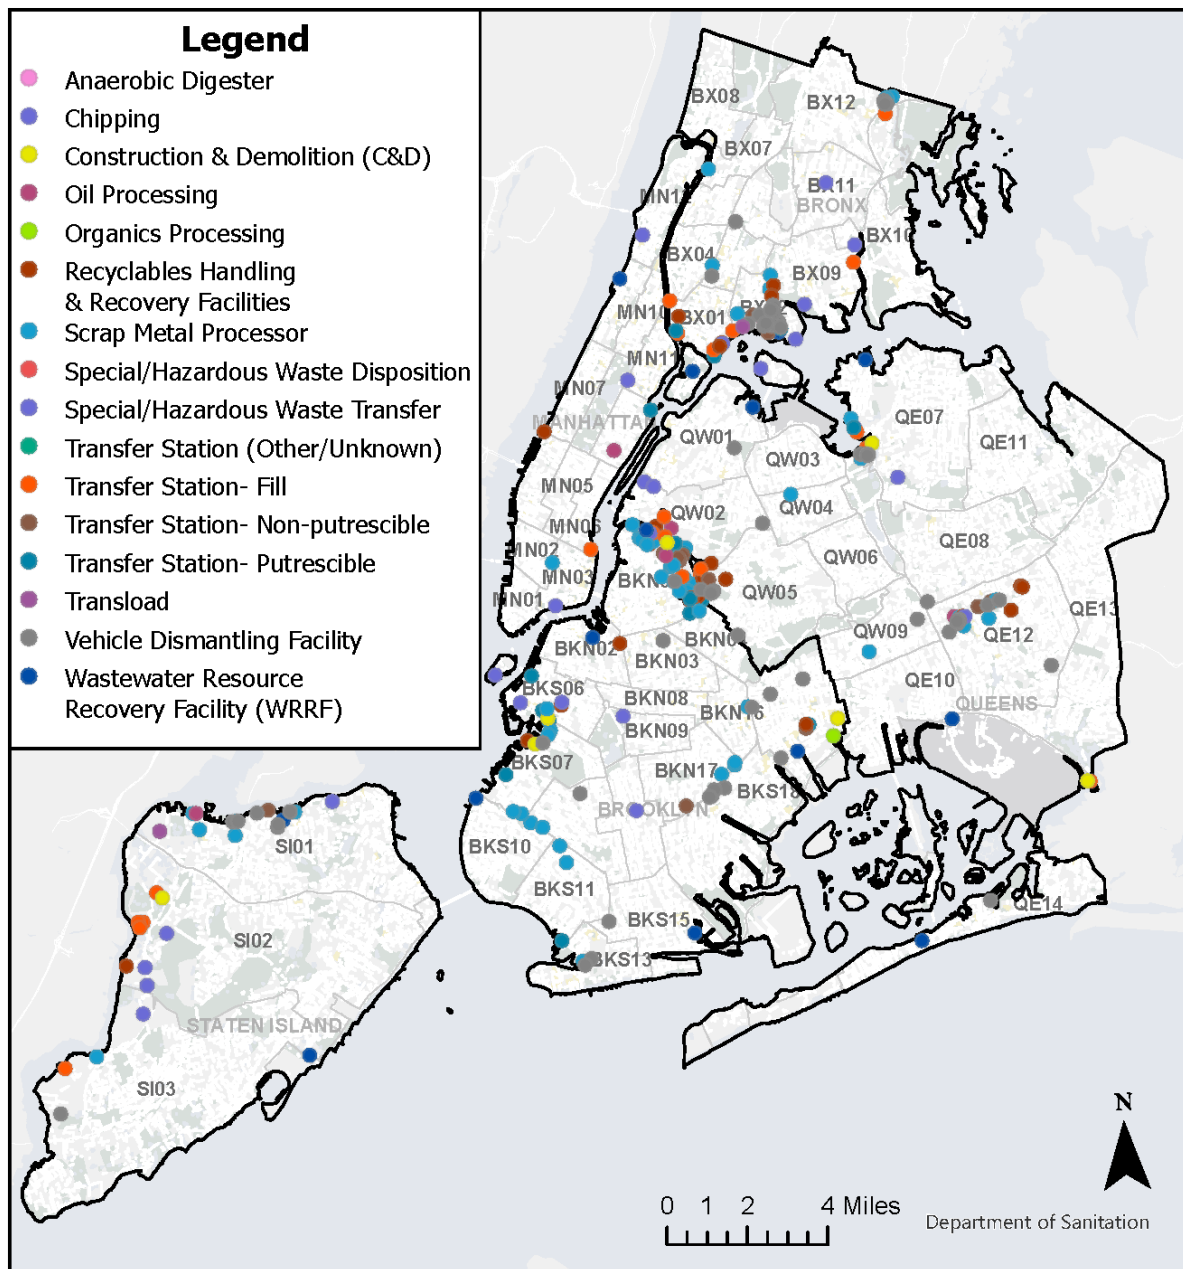 Legend
Anaerobic Digester
Chipping
Construction & Demolition (C&D)
Oil Processing
Organics Processing
Recyclables Handling
& Recovery Facilities
Scrap Metal Processor
Special/Hazardous Waste Disposition
Special/Hazardous Waste Transfer
Transfer Station (Other/Unknown)
Transfer Station- Fill
Transfer Station- Non-putrescible
Transfer Station- Putrescible
Transload
Vehicle Dismantling Facility
Wastewater Resource
Recovery Facility (WRRF)
BX08
BX12
BX07
BX11
BRONX
BX10
BX04
BX09
BX01
MN07
MN05
MN02
MN03
MN01
QW01
QW03
QE07
QE11
QW04
QW02
QE08
QW06
QW05
QE13
QW09
QE12
QE10
QUEENS
QE14
BKN02
BKN03
BKS06
BKN08
BKN09
BKN16
BKS07
BKN17
BKS18
BROOKLYN
BKS10
BKS11
BKS15
BKS13
SI01
SI02
STATEN ISLAND
SI03
N
0 1 2 4 Miles
Department of Sanitation